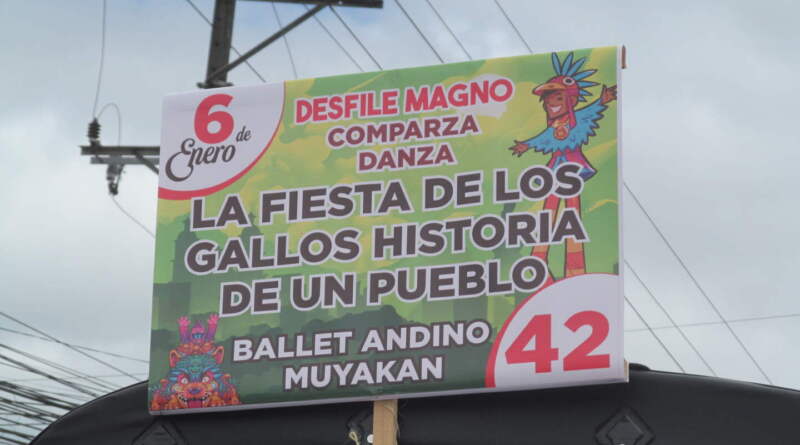 6 de
Enero
DESFILE MAGNO
COMPARZA
DANZA
LA FIESTA DE LOS
GALLOS HISTORIA
DE UN PUEBLO
BALLET ANDINO
MUYAKAN
42